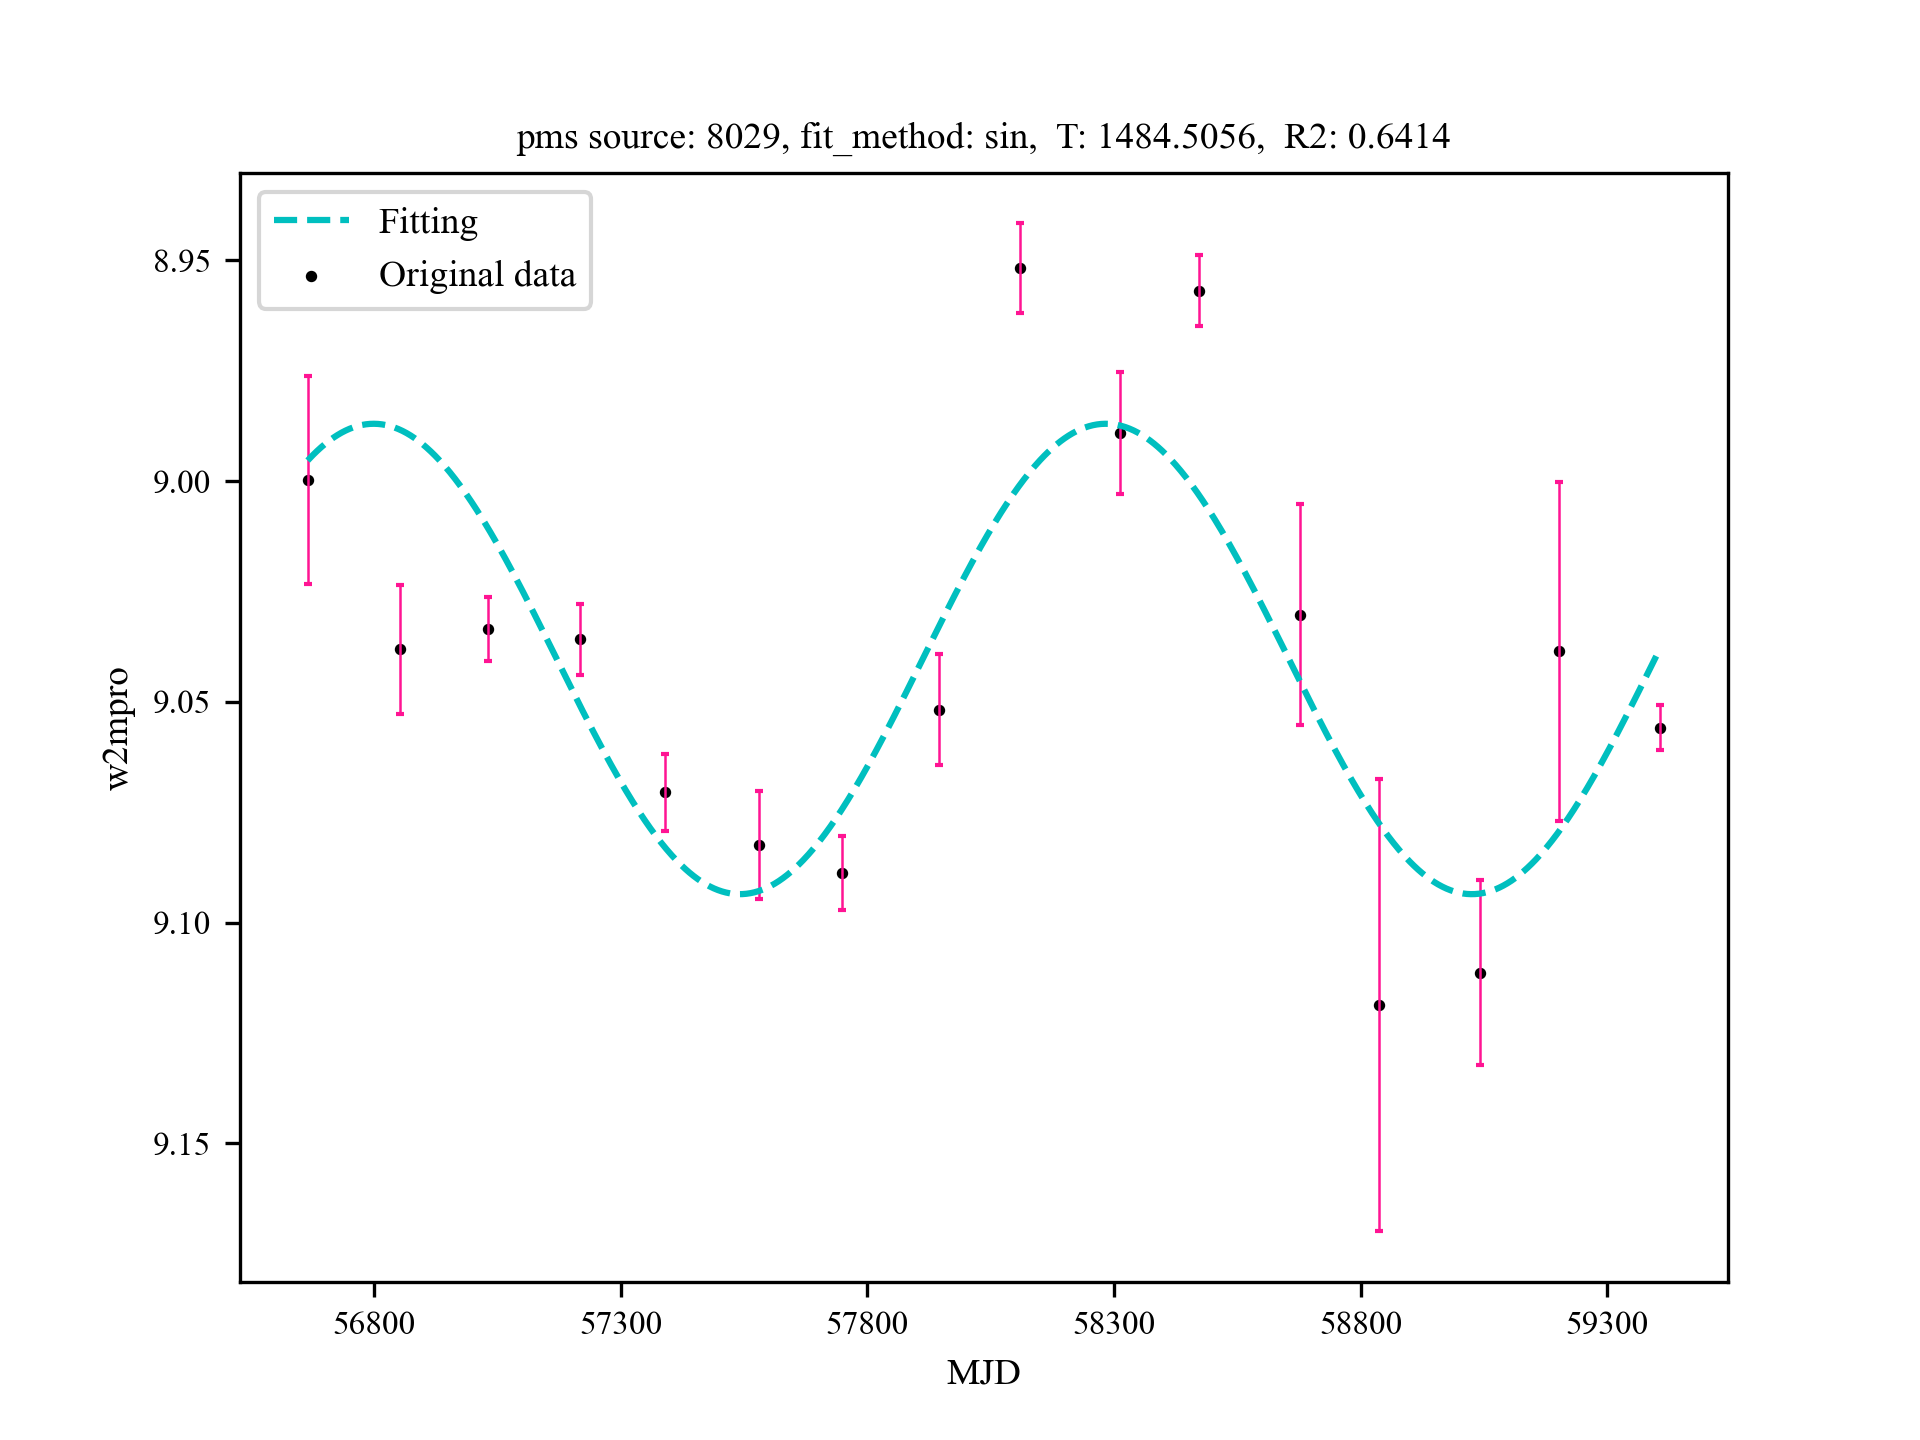 pms source: 8029, fit_method: sin,  T: 1484.5056,  R2: 0.6414
Fitting
Original data
8.95
9.00
9.05
9.10
9.15
w2mpro
56800
57300
57800
58300
58800
59300
MJD